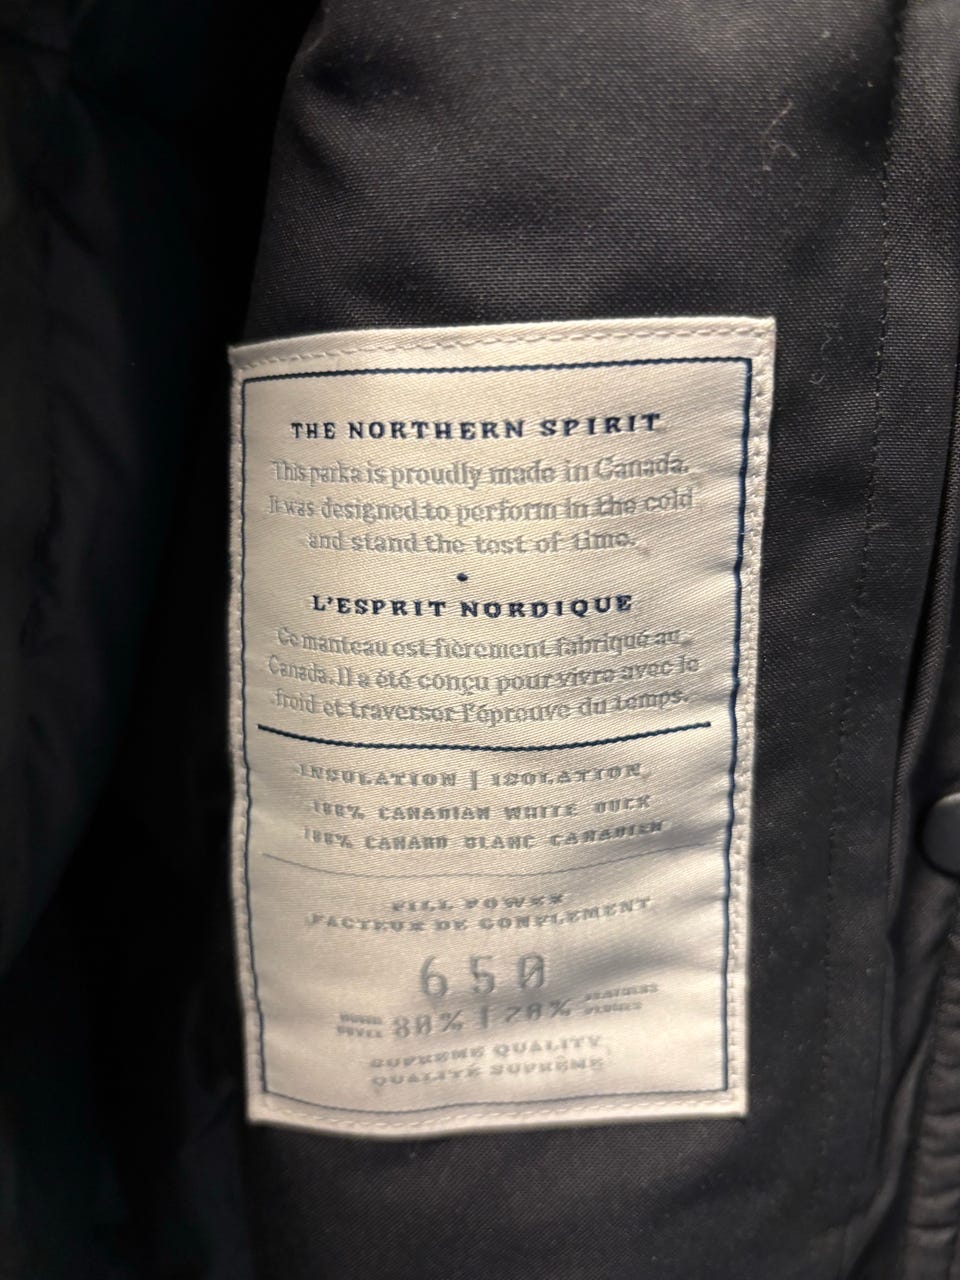 THE NORTHERN SPIRIT
This parka is proudly made in Canada.
It was designed to perform in the cold
and stand the test of time.
•
L'ESPRIT NORDIQUE
Ce manteau est fièrement fabriqué au
Canada. Il a été conçu pour vivre avec le
froid et traverser l'épreuve du temps.
INSULATION | ISOLATION
100% CANADIAN WHITE DUCK
100% CANARD BLANC CANADIEN
FILL POWER
FACTEUR DE GONFLEMENT
650
80% | 20%
FEATHERS
PLUMES
SUPREME QUALITY
QUALITÉ SUPRÊME